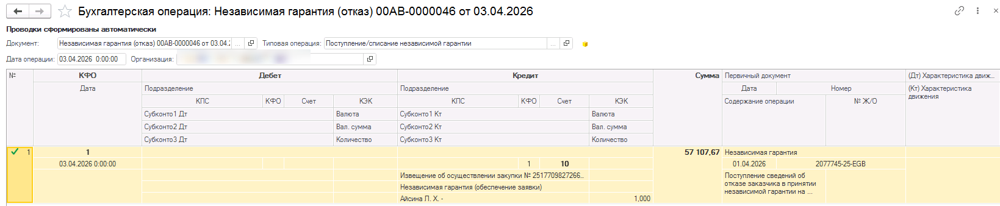 Бухгалтерская операция: Независимая гарантия (отказ) 00АВ-0000046 от 03.04.2026
Проводки сформированы автоматически
Документ: Независимая гарантия (отказ) 00АВ-0000046 от 03.04.2 ... Типовая операция: Поступление/списание независимой гарантии ...
Дата операции: 03.04.2026 0:00:00 Организация:
№ КФО Дебет Кредит Сумма Первичный документ (Дт) Характеристика движ...
Дата Подразделение Подразделение Дата Номер (Кт) Характеристика движения
КПС КФО Счет КЭК КПС КФО Счет КЭК Содержание операции № Ж/О
Субконто1 Дт Валюта Субконто1 Кт Валюта
Субконто2 Дт Вал. сумма Субконто2 Кт Вал. сумма
Субконто3 Дт Количество Субконто3 Кт Количество
1 1 57 107,67 Независимая гарантия
03.04.2026 0:00:00 1 10 01.04.2026 2077745-25-EGB
Извещение об осуществлении закупки № 2517709827266... Поступление сведений об
Независимая гарантия (обеспечение заявки) отказе заказчика в принятии
независимой гарантии на ...
Айсина Л. Х. - 1,000